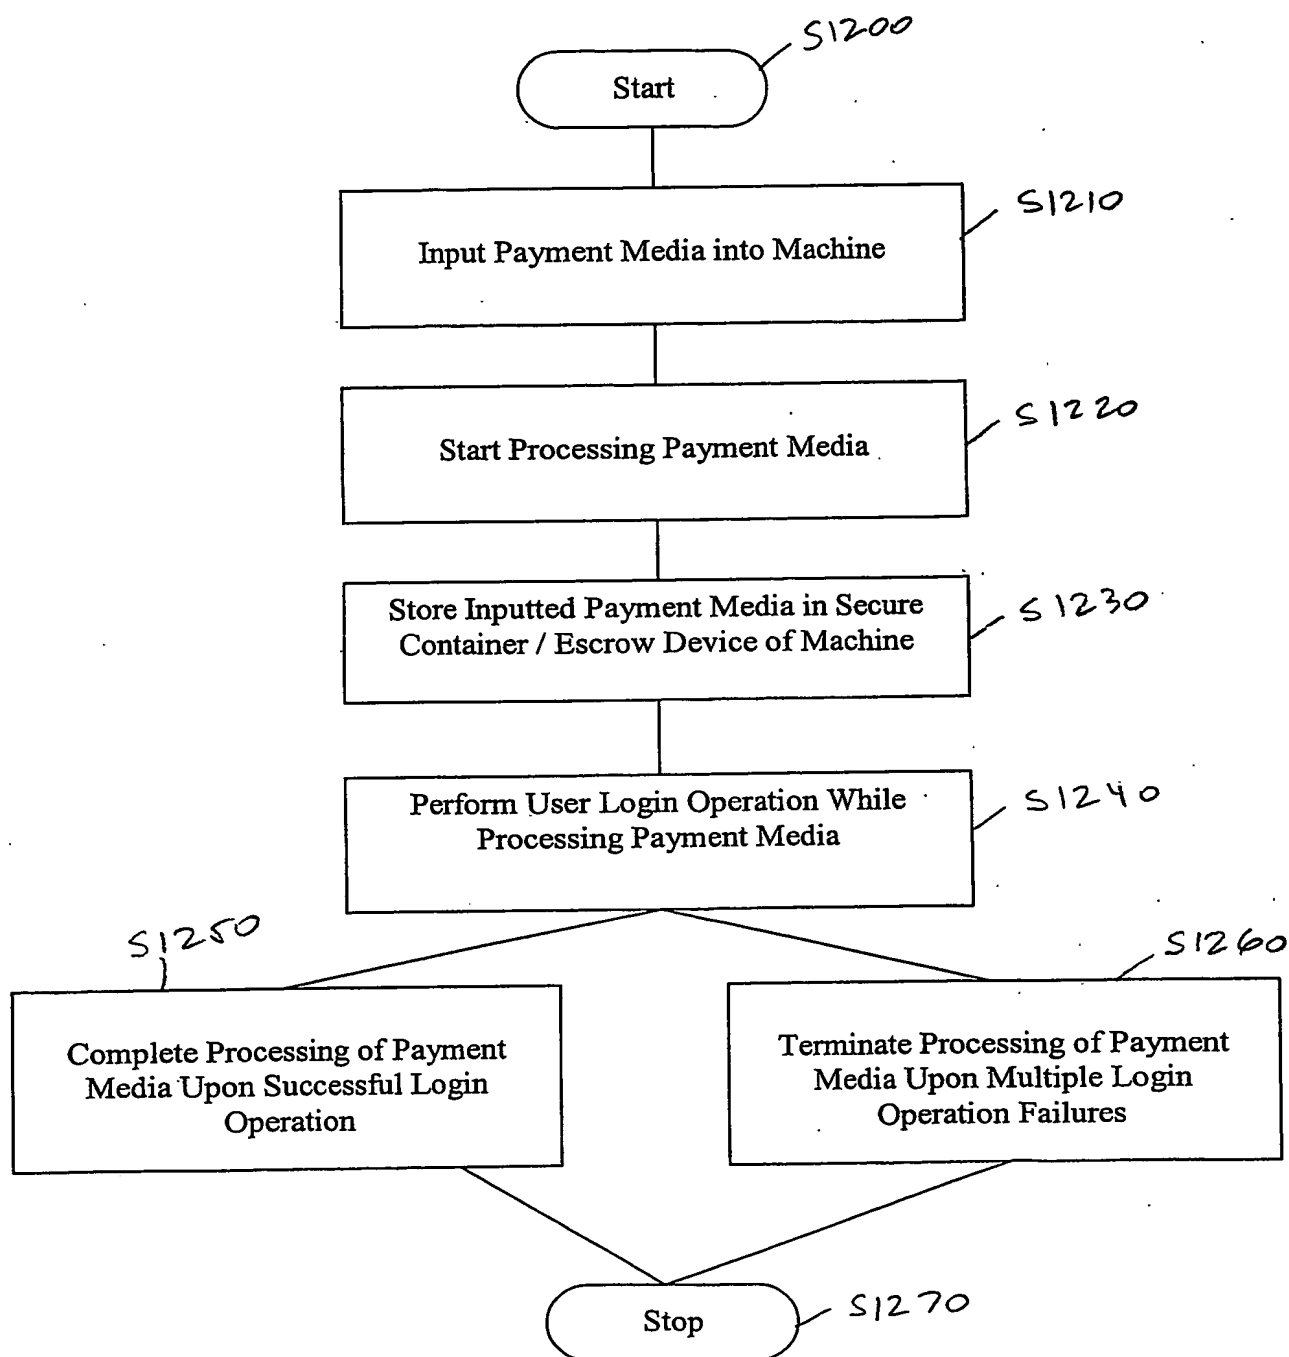 S1200
Start
S1210
Input Payment Media into Machine
S1220
Start Processing Payment Media
S1230
Store Inputted Payment Media in Secure
Container / Escrow Device of Machine
S1240
Perform User Login Operation While
Processing Payment Media
S1250
Complete Processing of Payment
Media Upon Successful Login
Operation
S1260
Terminate Processing of Payment
Media Upon Multiple Login
Operation Failures
Stop
S1270